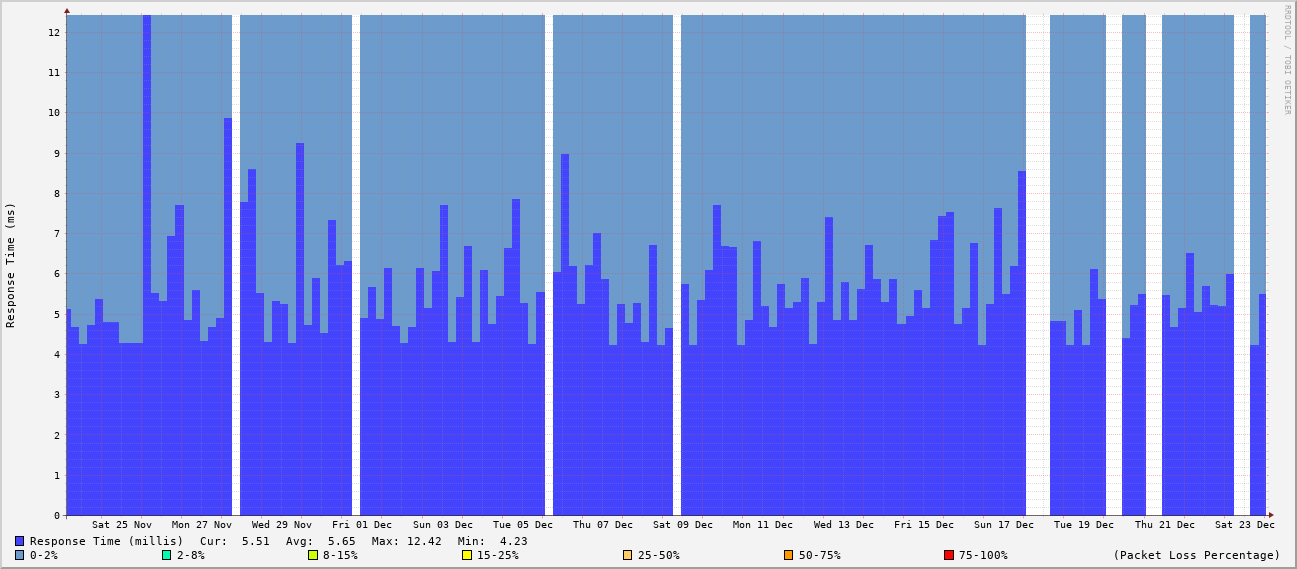 RRDTOOL / TOBI OETIKER
Response Time (ms)
12
11
10
9
8
7
6
5
4
3
2
1
0
Sat 25 Nov Mon 27 Nov Wed 29 Nov Fri 01 Dec Sun 03 Dec Tue 05 Dec Thu 07 Dec Sat 09 Dec Mon 11 Dec Wed 13 Dec Fri 15 Dec Sun 17 Dec Tue 19 Dec Thu 21 Dec Sat 23 Dec
Response Time (millis) Cur: 5.51 Avg: 5.65 Max: 12.42 Min: 4.23
0-2% 2-8% 8-15% 15-25% 25-50% 50-75% 75-100% (Packet Loss Percentage)